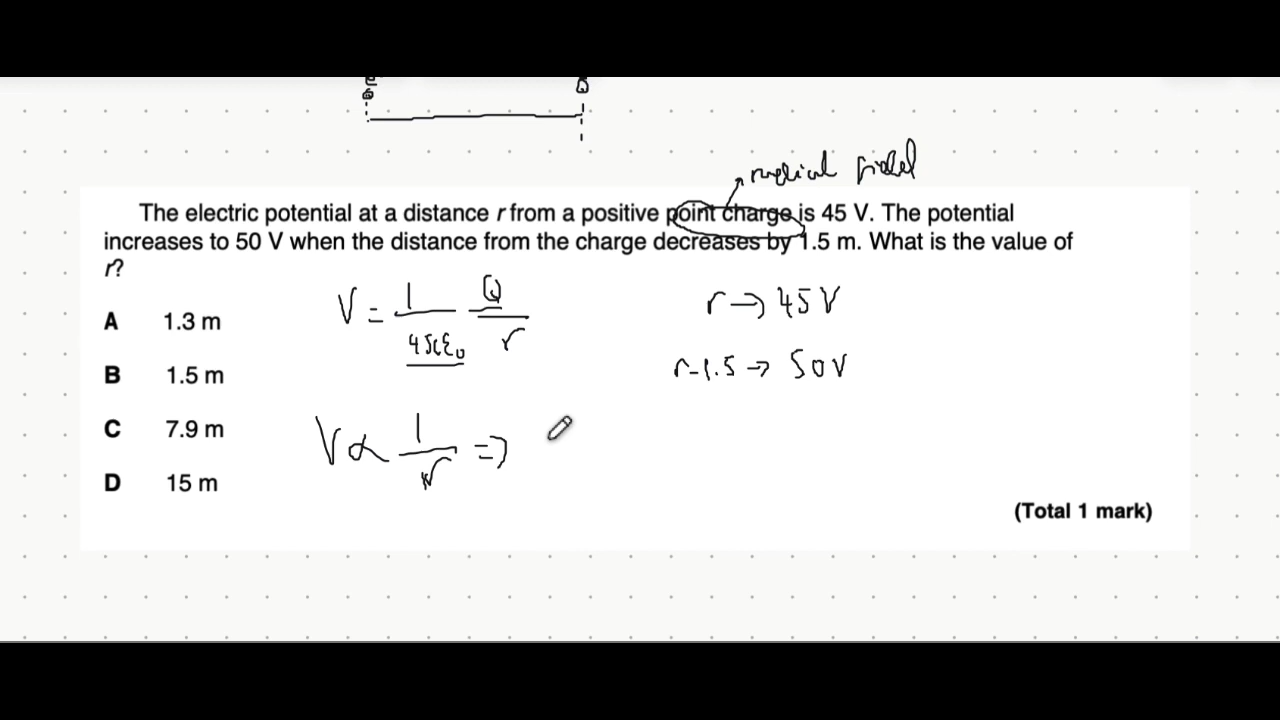 radial field
The electric potential at a distance r from a positive point charge is 45 V. The potential
increases to 50 V when the distance from the charge decreases by 1.5 m. What is the value of
r?
A 1.3 m
B 1.5 m
C 7.9 m
D 15 m
V = 1/4πε₀ Q/r
r → 45 V
r-1.5 → 50V
V ∝ 1/r ⇒
(Total 1 mark)